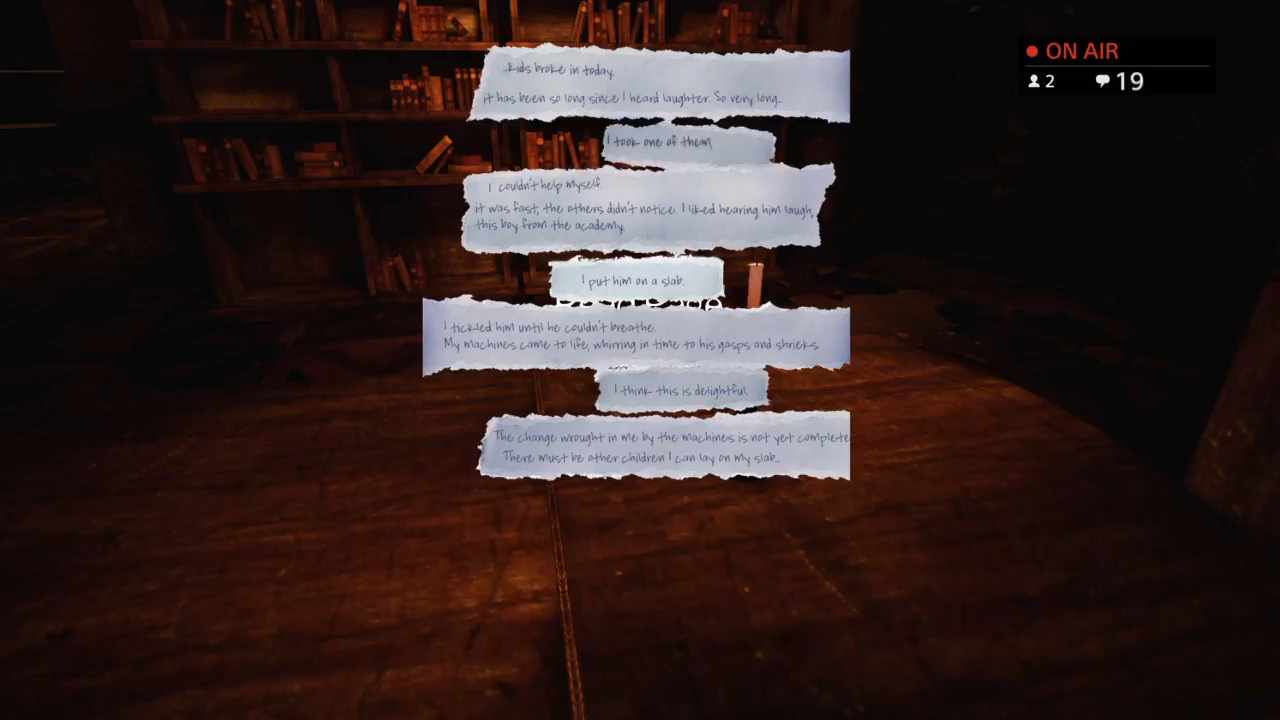 Kids broke in today.
it has been so long since I heard laughter. So very long...
I took one of them.
I couldn't help myself.
it was fast, the others didn't notice. I liked hearing him laugh,
this boy from the academy.
I put him on a slab.
I tickled him until he couldn't breathe.
My machines came to life, whirring in time to his gasps and shrieks.
I think this is delightful.
The change wrought in me by the machines is not yet complete.
There must be other children I can lay on my slab...
ON AIR
2
19